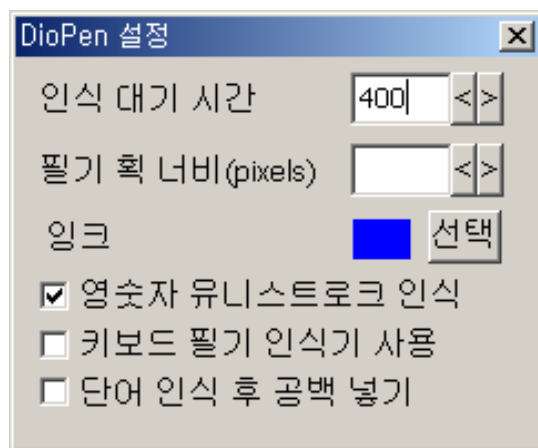 DioPen 설정
인식 대기 시간 400 < >
필기 획 너비(pixels) < >
잉크 선택
영숫자 유니스트로크 인식
키보드 필기 인식기 사용
단어 인식 후 공백 넣기